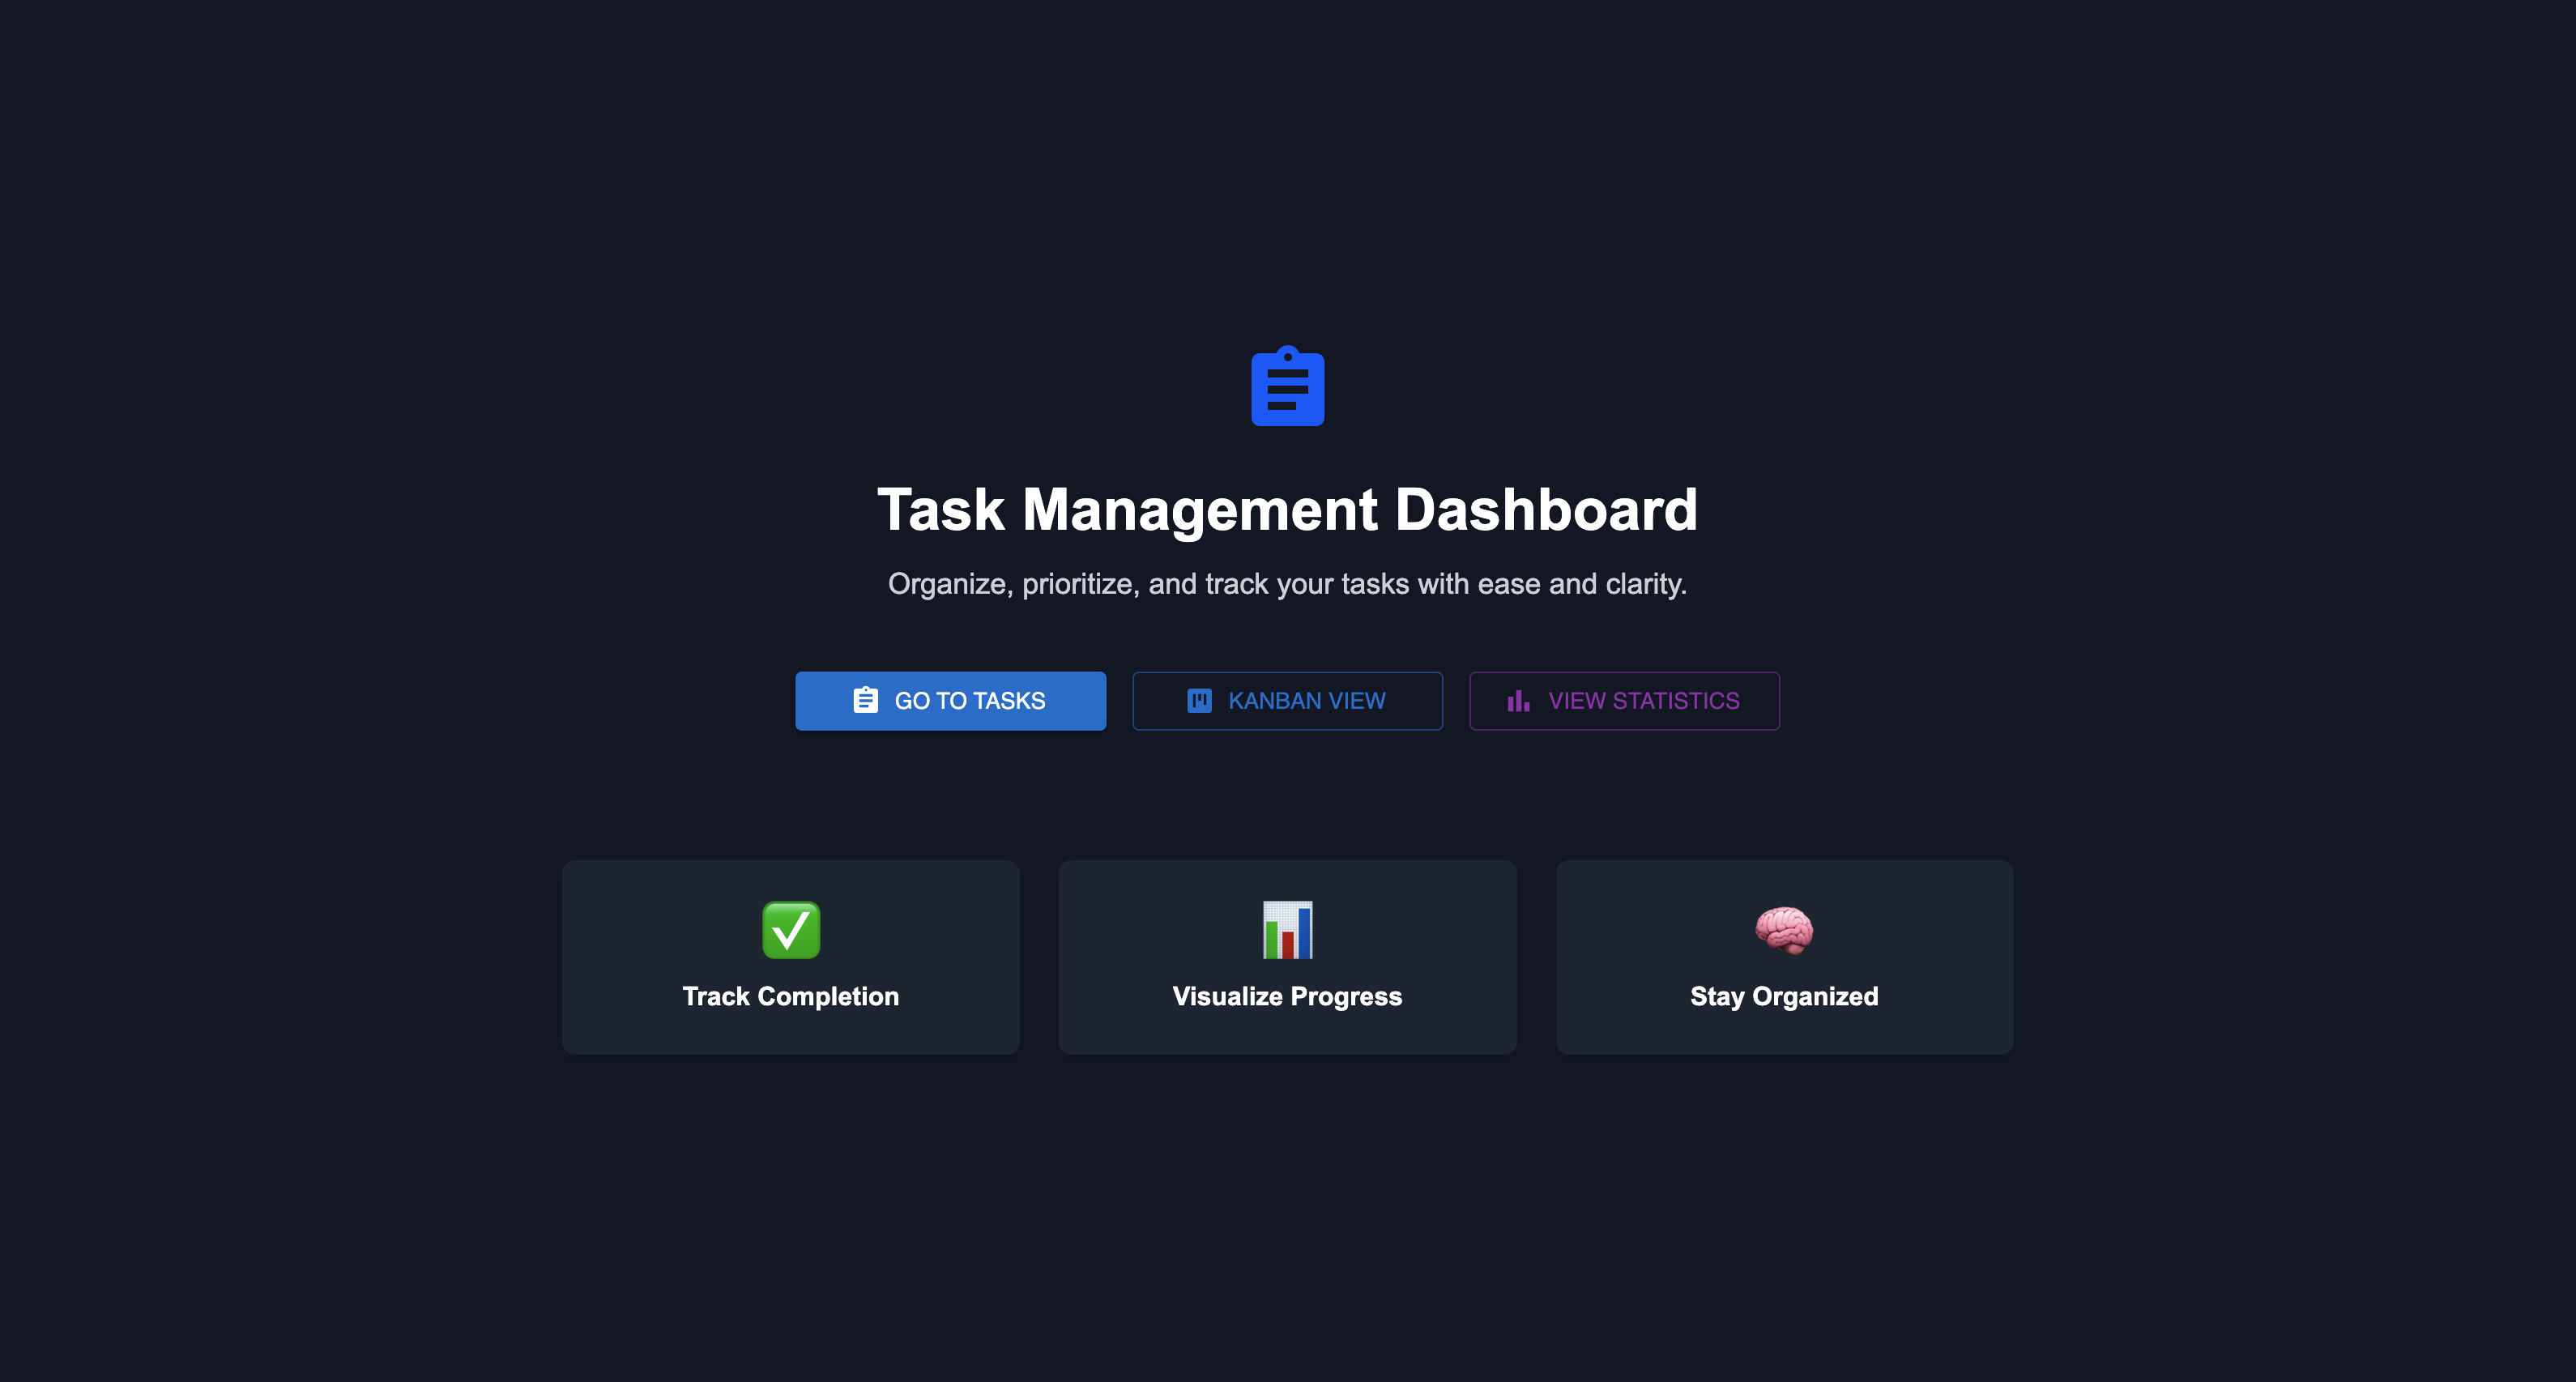 Task Management Dashboard
Organize, prioritize, and track your tasks with ease and clarity.
GO TO TASKS
KANBAN VIEW
VIEW STATISTICS
Track Completion
Visualize Progress
Stay Organized